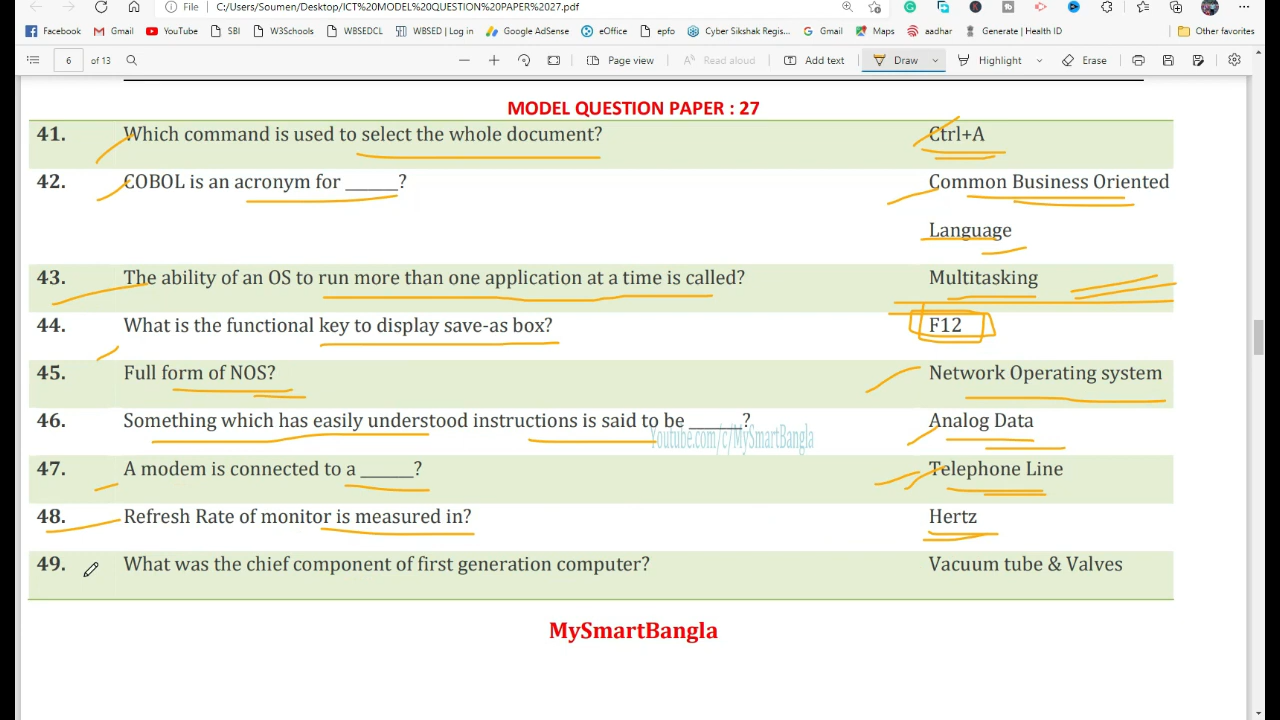 File
C:/Users/Soumen/Desktop/ICT%20MODEL%20QUESTION%20PAPER%2027.pdf
Facebook Gmail YouTube SBI W3Schools WBSEDCL WBSED | Log in Google AdSense eOffice epfo Cyber Sikshak Regis... Gmail Maps aadhar Generate | Health ID Other favorites
6 of 13 Page view Read aloud Add text Draw Highlight Erase
MODEL QUESTION PAPER : 27
41. Which command is used to select the whole document? Ctrl+A
42. COBOL is an acronym for ______? Common Business Oriented
Language
43. The ability of an OS to run more than one application at a time is called? Multitasking
44. What is the functional key to display save-as box? F12
45. Full form of NOS? Network Operating system
46. Something which has easily understood instructions is said to be ______? Analog Data
Youtube.com/c/MySmartBangla
47. A modem is connected to a ______? Telephone Line
48. Refresh Rate of monitor is measured in? Hertz
49. What was the chief component of first generation computer? Vacuum tube & Valves
MySmartBangla